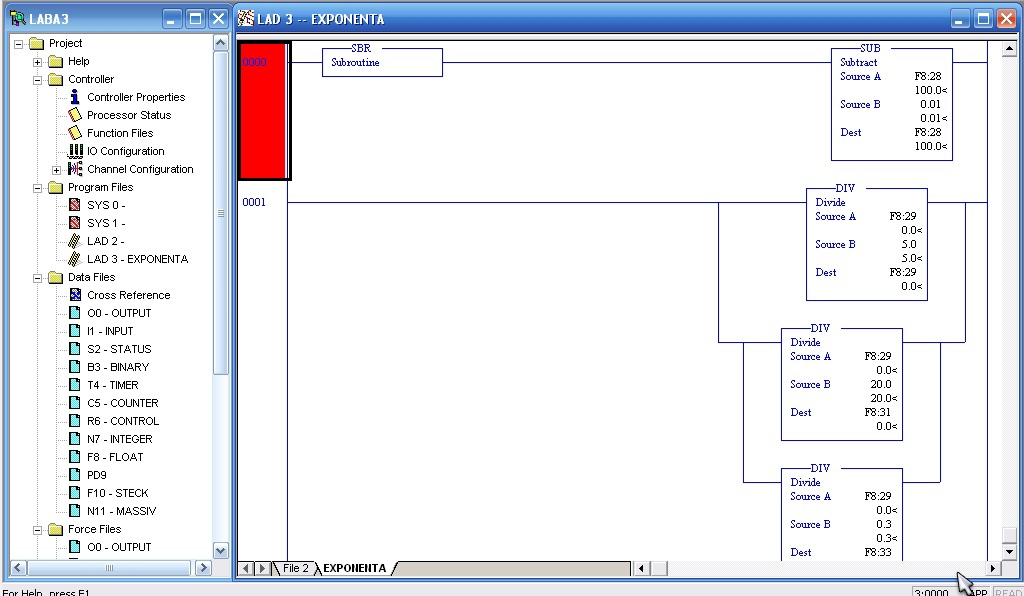 LABA3
Project
Help
Controller
Controller Properties
Processor Status
Function Files
IO Configuration
Channel Configuration
Program Files
SYS 0 -
SYS 1 -
LAD 2 -
LAD 3 - EXPONENTA
Data Files
Cross Reference
O0 - OUTPUT
I1 - INPUT
S2 - STATUS
B3 - BINARY
T4 - TIMER
C5 - COUNTER
R6 - CONTROL
N7 - INTEGER
F8 - FLOAT
PD9
F10 - STECK
N11 - MASSIV
Force Files
O0 - OUTPUT
LAD 3 -- EXPONENTA
0000
SBR
Subroutine
SUB
Subtract
Source A F8:28
100.0<
Source B 0.01
0.01<
Dest F8:28
100.0<
0001
DIV
Divide
Source A F8:29
0.0<
Source B 5.0
5.0<
Dest F8:29
0.0<
DIV
Divide
Source A F8:29
0.0<
Source B 20.0
20.0<
Dest F8:31
0.0<
DIV
Divide
Source A F8:29
0.0<
Source B 0.3
0.3<
Dest F8:33
File 2 EXPONENTA
For Help, press F1
3:0000 APP READ